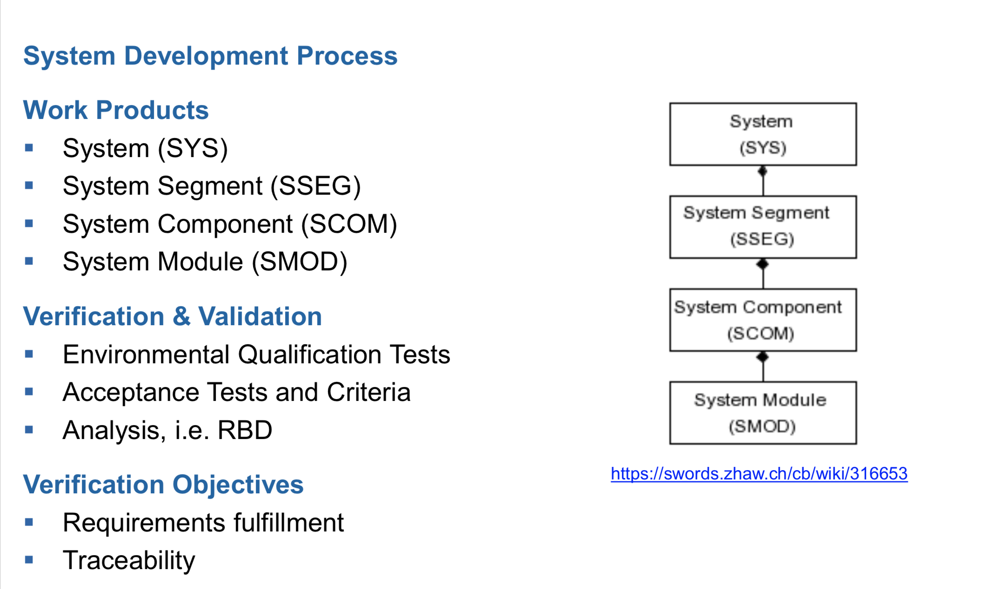 System Development Process
Work Products
▪ System (SYS)
▪ System Segment (SSEG)
▪ System Component (SCOM)
▪ System Module (SMOD)
Verification & Validation
▪ Environmental Qualification Tests
▪ Acceptance Tests and Criteria
▪ Analysis, i.e. RBD
Verification Objectives
▪ Requirements fulfillment
▪ Traceability
System
(SYS)
System Segment
(SSEG)
System Component
(SCOM)
System Module
(SMOD)
https://swords.zhaw.ch/cb/wiki/316653